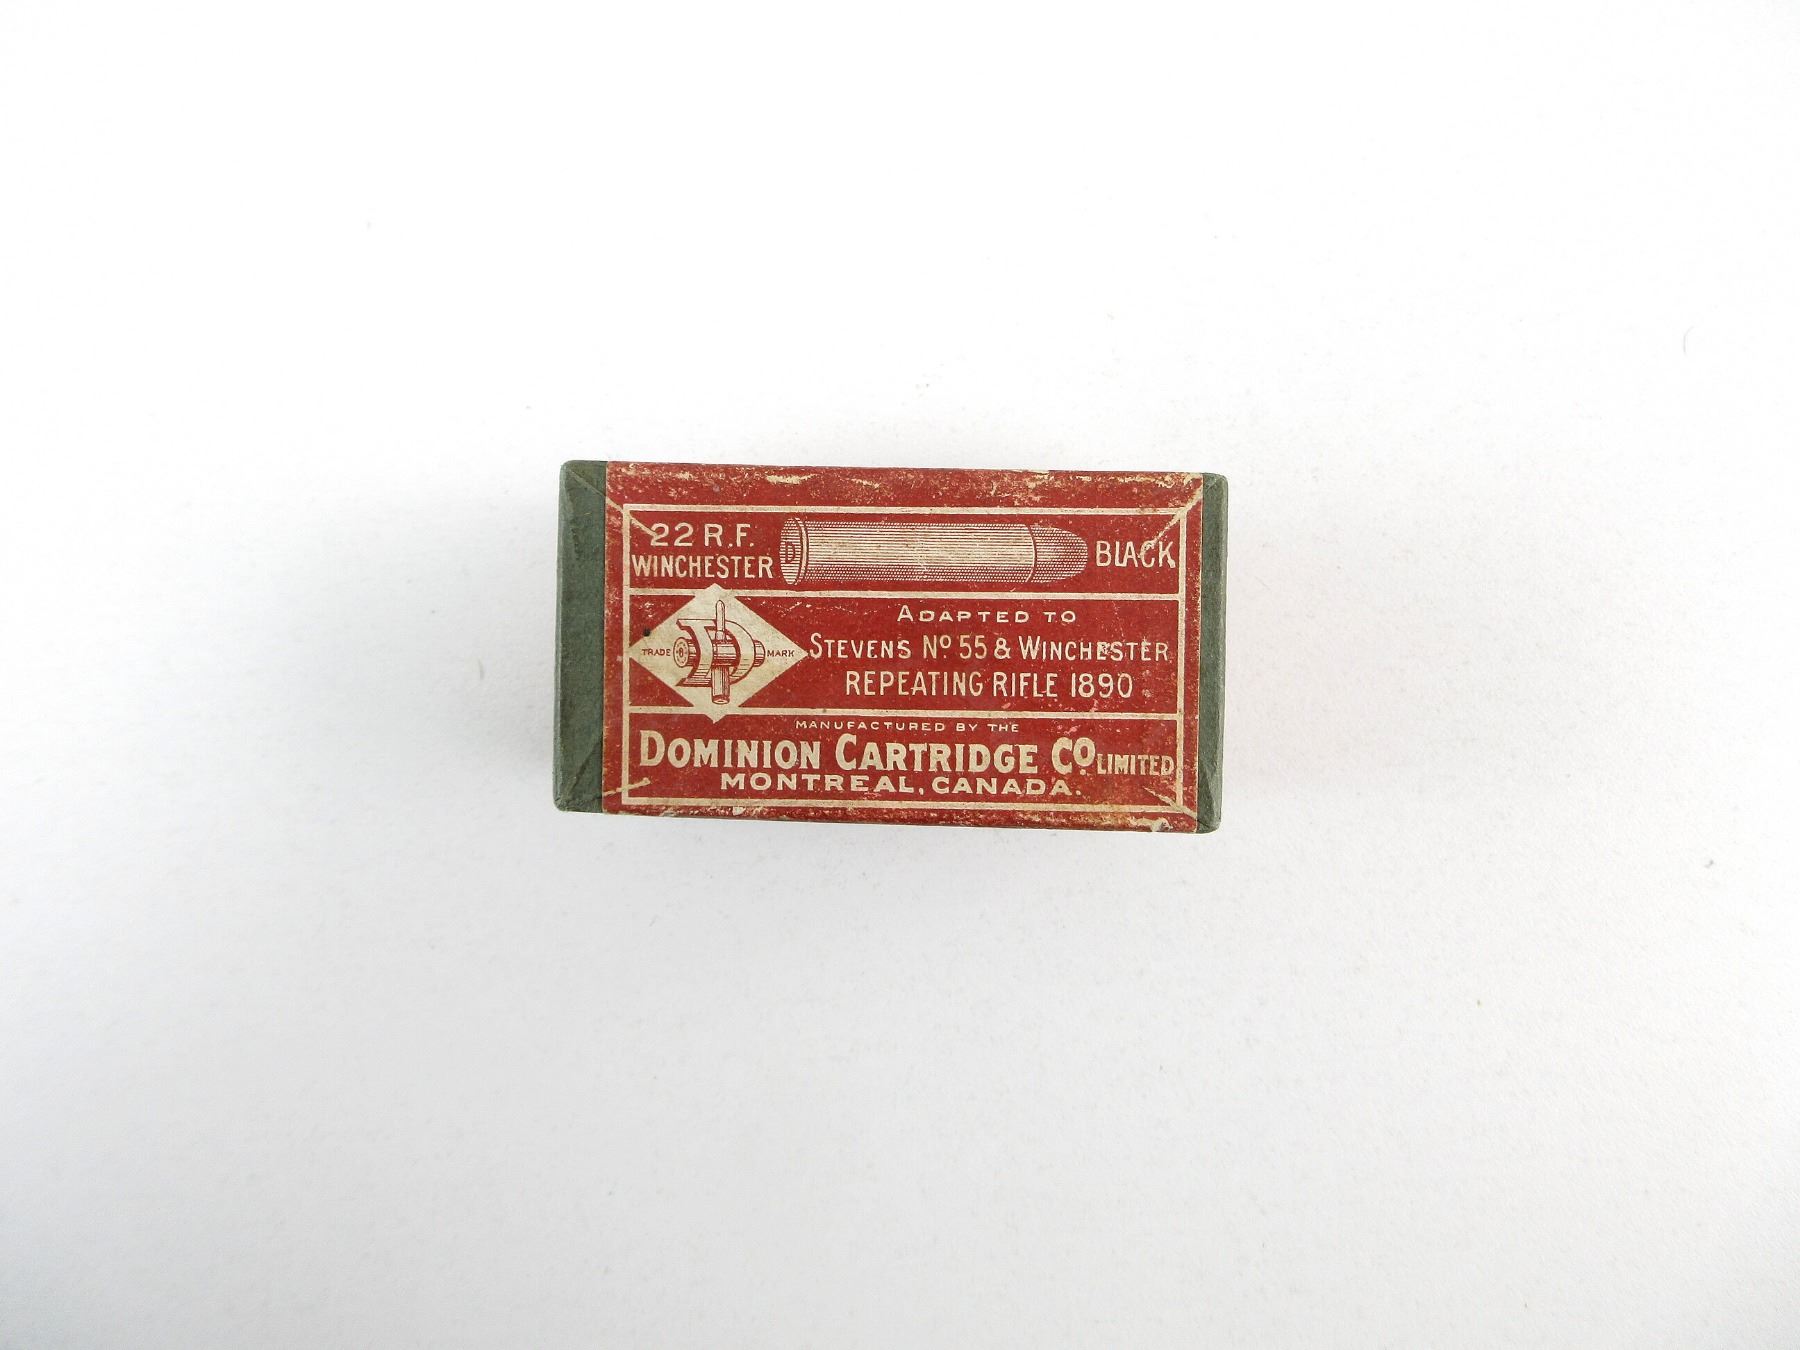 22 R.F.
WINCHESTER
BLACK
TRADE MARK
ADAPTED TO
STEVENS No 55 & WINCHESTER
REPEATING RIFLE 1890
MANUFACTURED BY THE
DOMINION CARTRIDGE Co. LIMITED
MONTREAL, CANADA.